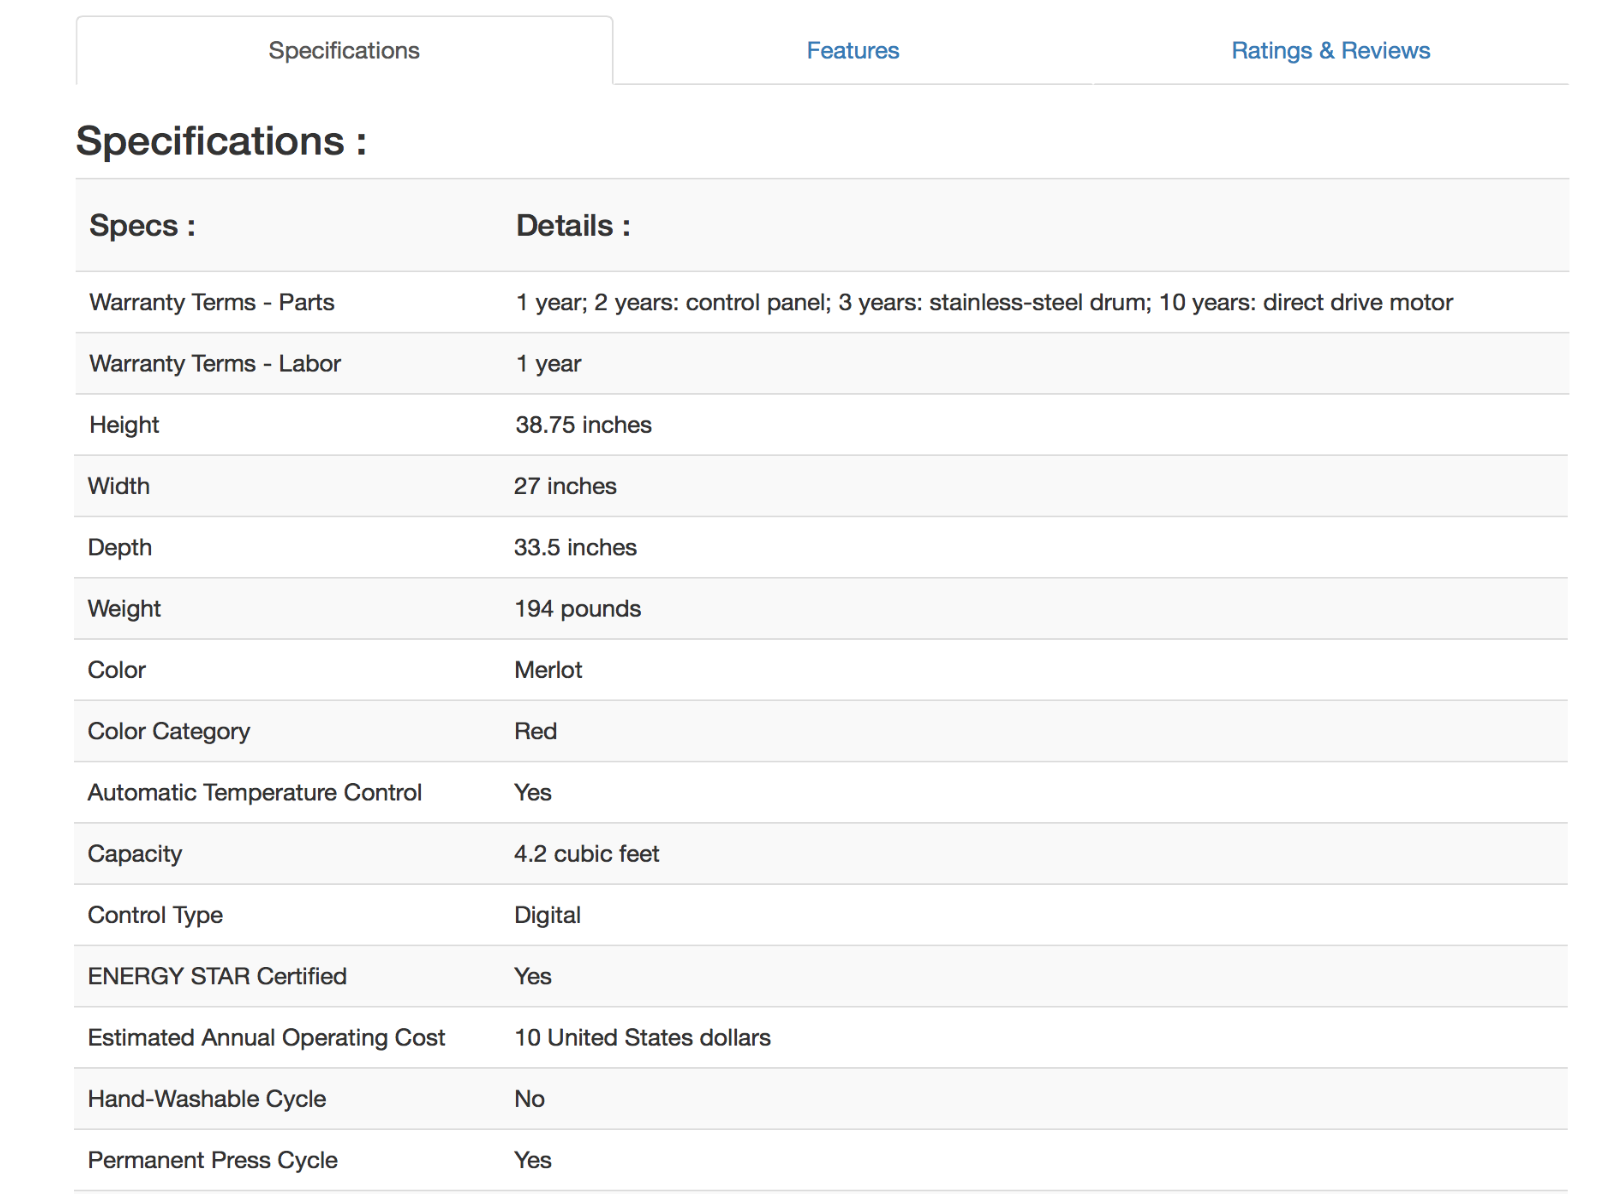 Specifications Features Ratings & Reviews
Specifications :
Specs : Details :
Warranty Terms - Parts 1 year; 2 years: control panel; 3 years: stainless-steel drum; 10 years: direct drive motor
Warranty Terms - Labor 1 year
Height 38.75 inches
Width 27 inches
Depth 33.5 inches
Weight 194 pounds
Color Merlot
Color Category Red
Automatic Temperature Control Yes
Capacity 4.2 cubic feet
Control Type Digital
ENERGY STAR Certified Yes
Estimated Annual Operating Cost 10 United States dollars
Hand-Washable Cycle No
Permanent Press Cycle Yes